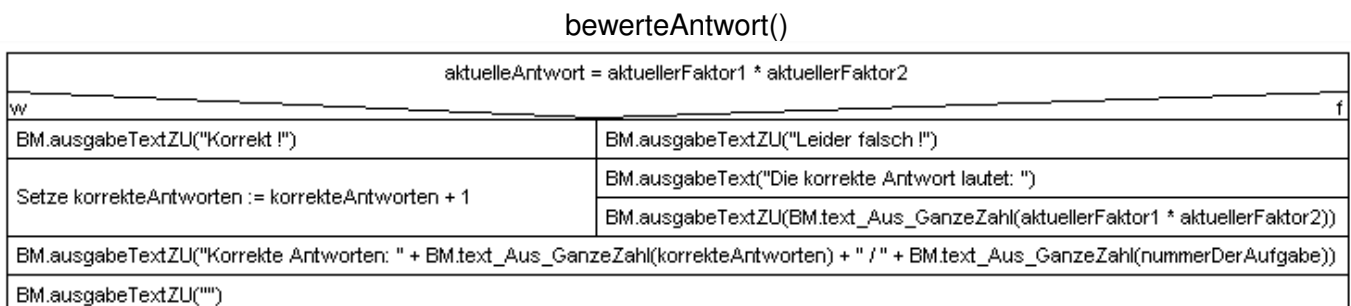 bewerteAntwort()
aktuelleAntwort = aktuellerFaktor1 * aktuellerFaktor2
w f
BM.ausgabeTextZU("Korrekt !")
Setze korrekteAntworten := korrekteAntworten + 1
BM.ausgabeTextZU("Leider falsch !")
BM.ausgabeText("Die korrekte Antwort lautet: ")
BM.ausgabeTextZU(BM.text_Aus_GanzeZahl(aktuellerFaktor1 * aktuellerFaktor2))
BM.ausgabeTextZU("Korrekte Antworten: " + BM.text_Aus_GanzeZahl(korrekteAntworten) + " / " + BM.text_Aus_GanzeZahl(nummerDerAufgabe))
BM.ausgabeTextZU("")